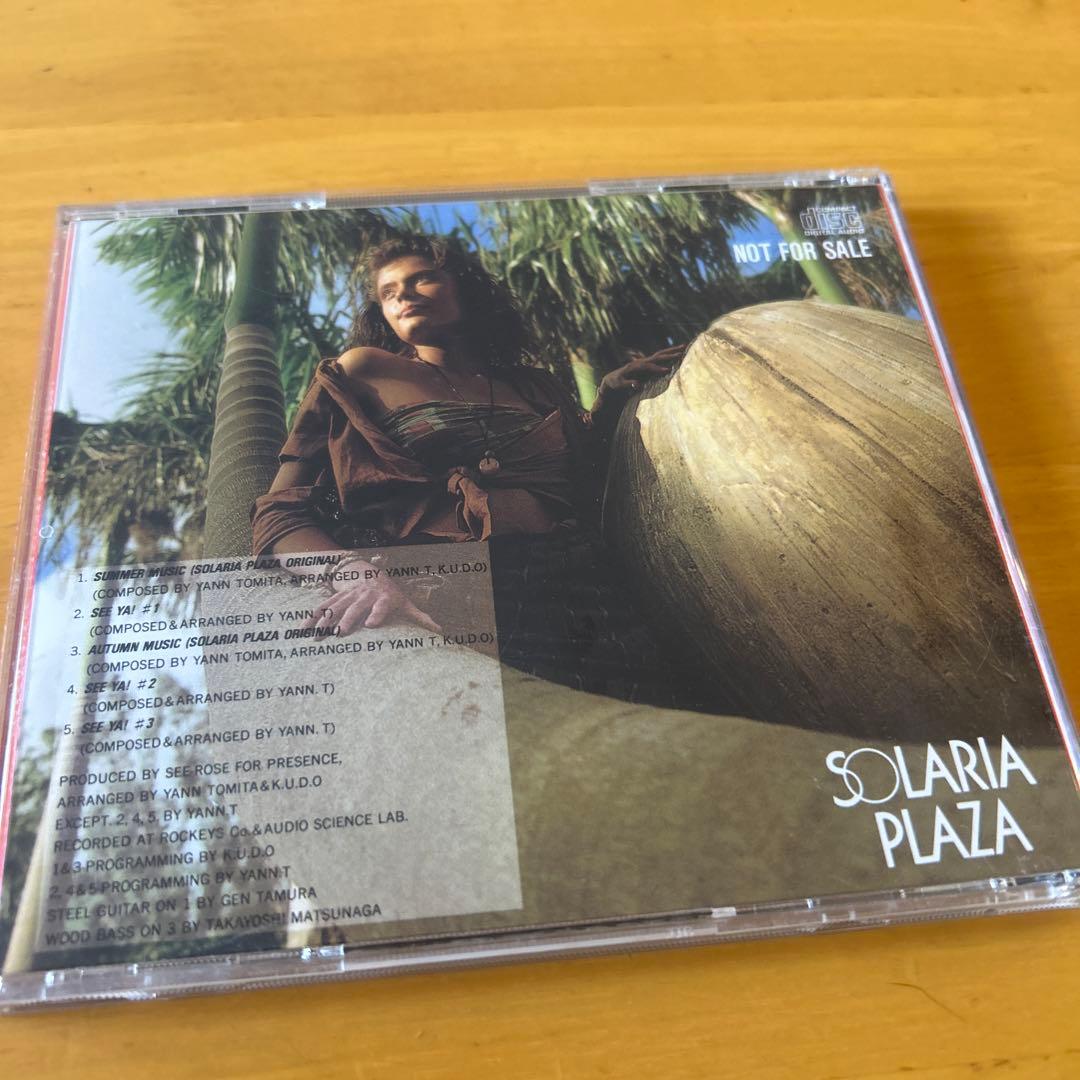 COMPACT
disc
DIGITAL AUDIO
NOT FOR SALE
1. SUMMER MUSIC (SOLARIA PLAZA ORIGINAL)
(COMPOSED BY YANN TOMITA, ARRANGED BY YANN T, K.U.D.O)
2. SEE YA! #1
(COMPOSED & ARRANGED BY YANN. T)
3. AUTUMN MUSIC (SOLARIA PLAZA ORIGINAL)
(COMPOSED BY YANN TOMITA, ARRANGED BY YANN T, K.U.D.O)
4. SEE YA! #2
(COMPOSED & ARRANGED BY YANN. T)
5. SEE YA! #3
(COMPOSED & ARRANGED BY YANN. T)
PRODUCED BY SEE-ROSE FOR PRESENCE,
ARRANGED BY YANN TOMITA & K.U.D.O
EXCEPT. 2, 4, 5, BY YANN.T
RECORDED AT ROCKEYS Co. & AUDIO SCIENCE LAB.
1&3-PROGRAMMING BY K.U.D.O
2, 4&5-PROGRAMMING BY YANN.T
STEEL GUITAR ON 1 BY GEN TAMURA
WOOD BASS ON 3 BY TAKAYOSHI MATSUNAGA
SOLARIA
PLAZA